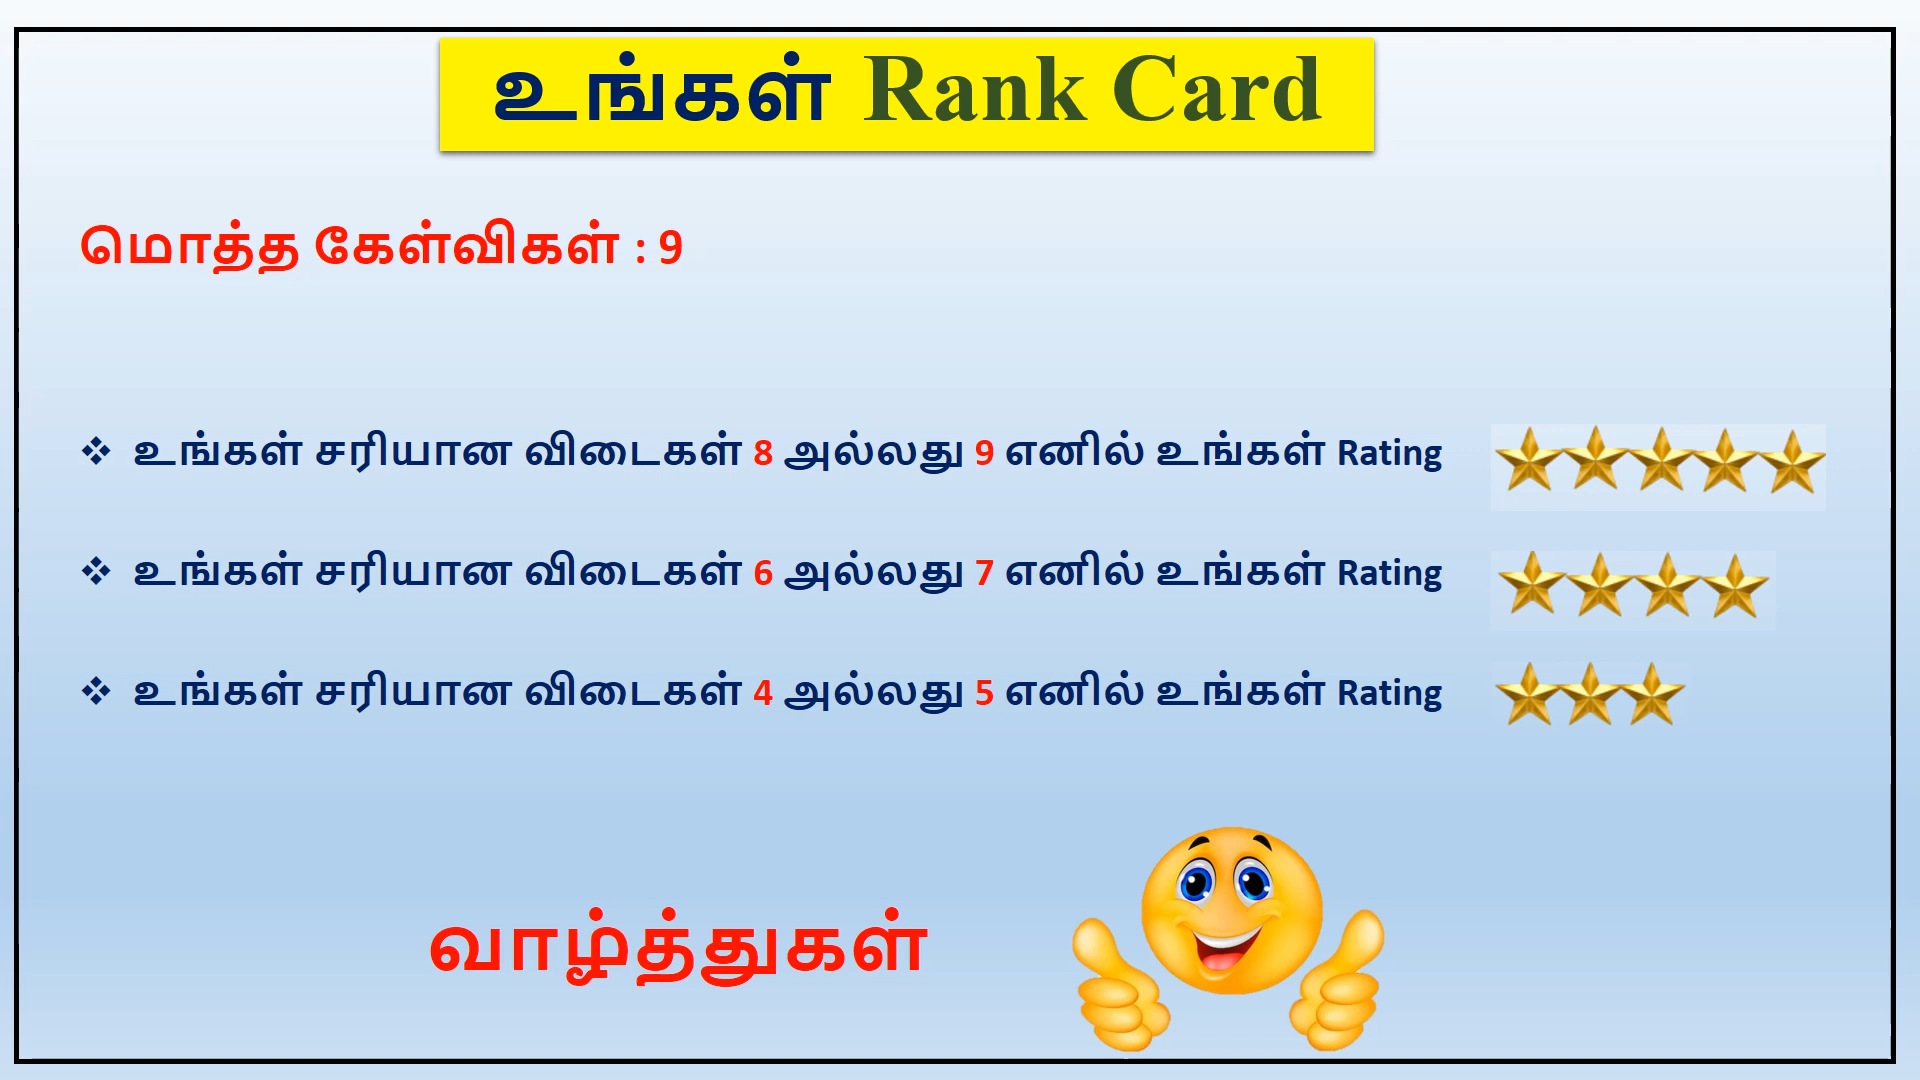 உங்கள் Rank Card
மொத்த கேள்விகள் : 9
❖ உங்கள் சரியான விடைகள் 8 அல்லது 9 எனில் உங்கள் Rating
❖ உங்கள் சரியான விடைகள் 6 அல்லது 7 எனில் உங்கள் Rating
❖ உங்கள் சரியான விடைகள் 4 அல்லது 5 எனில் உங்கள் Rating
வாழ்த்துகள்